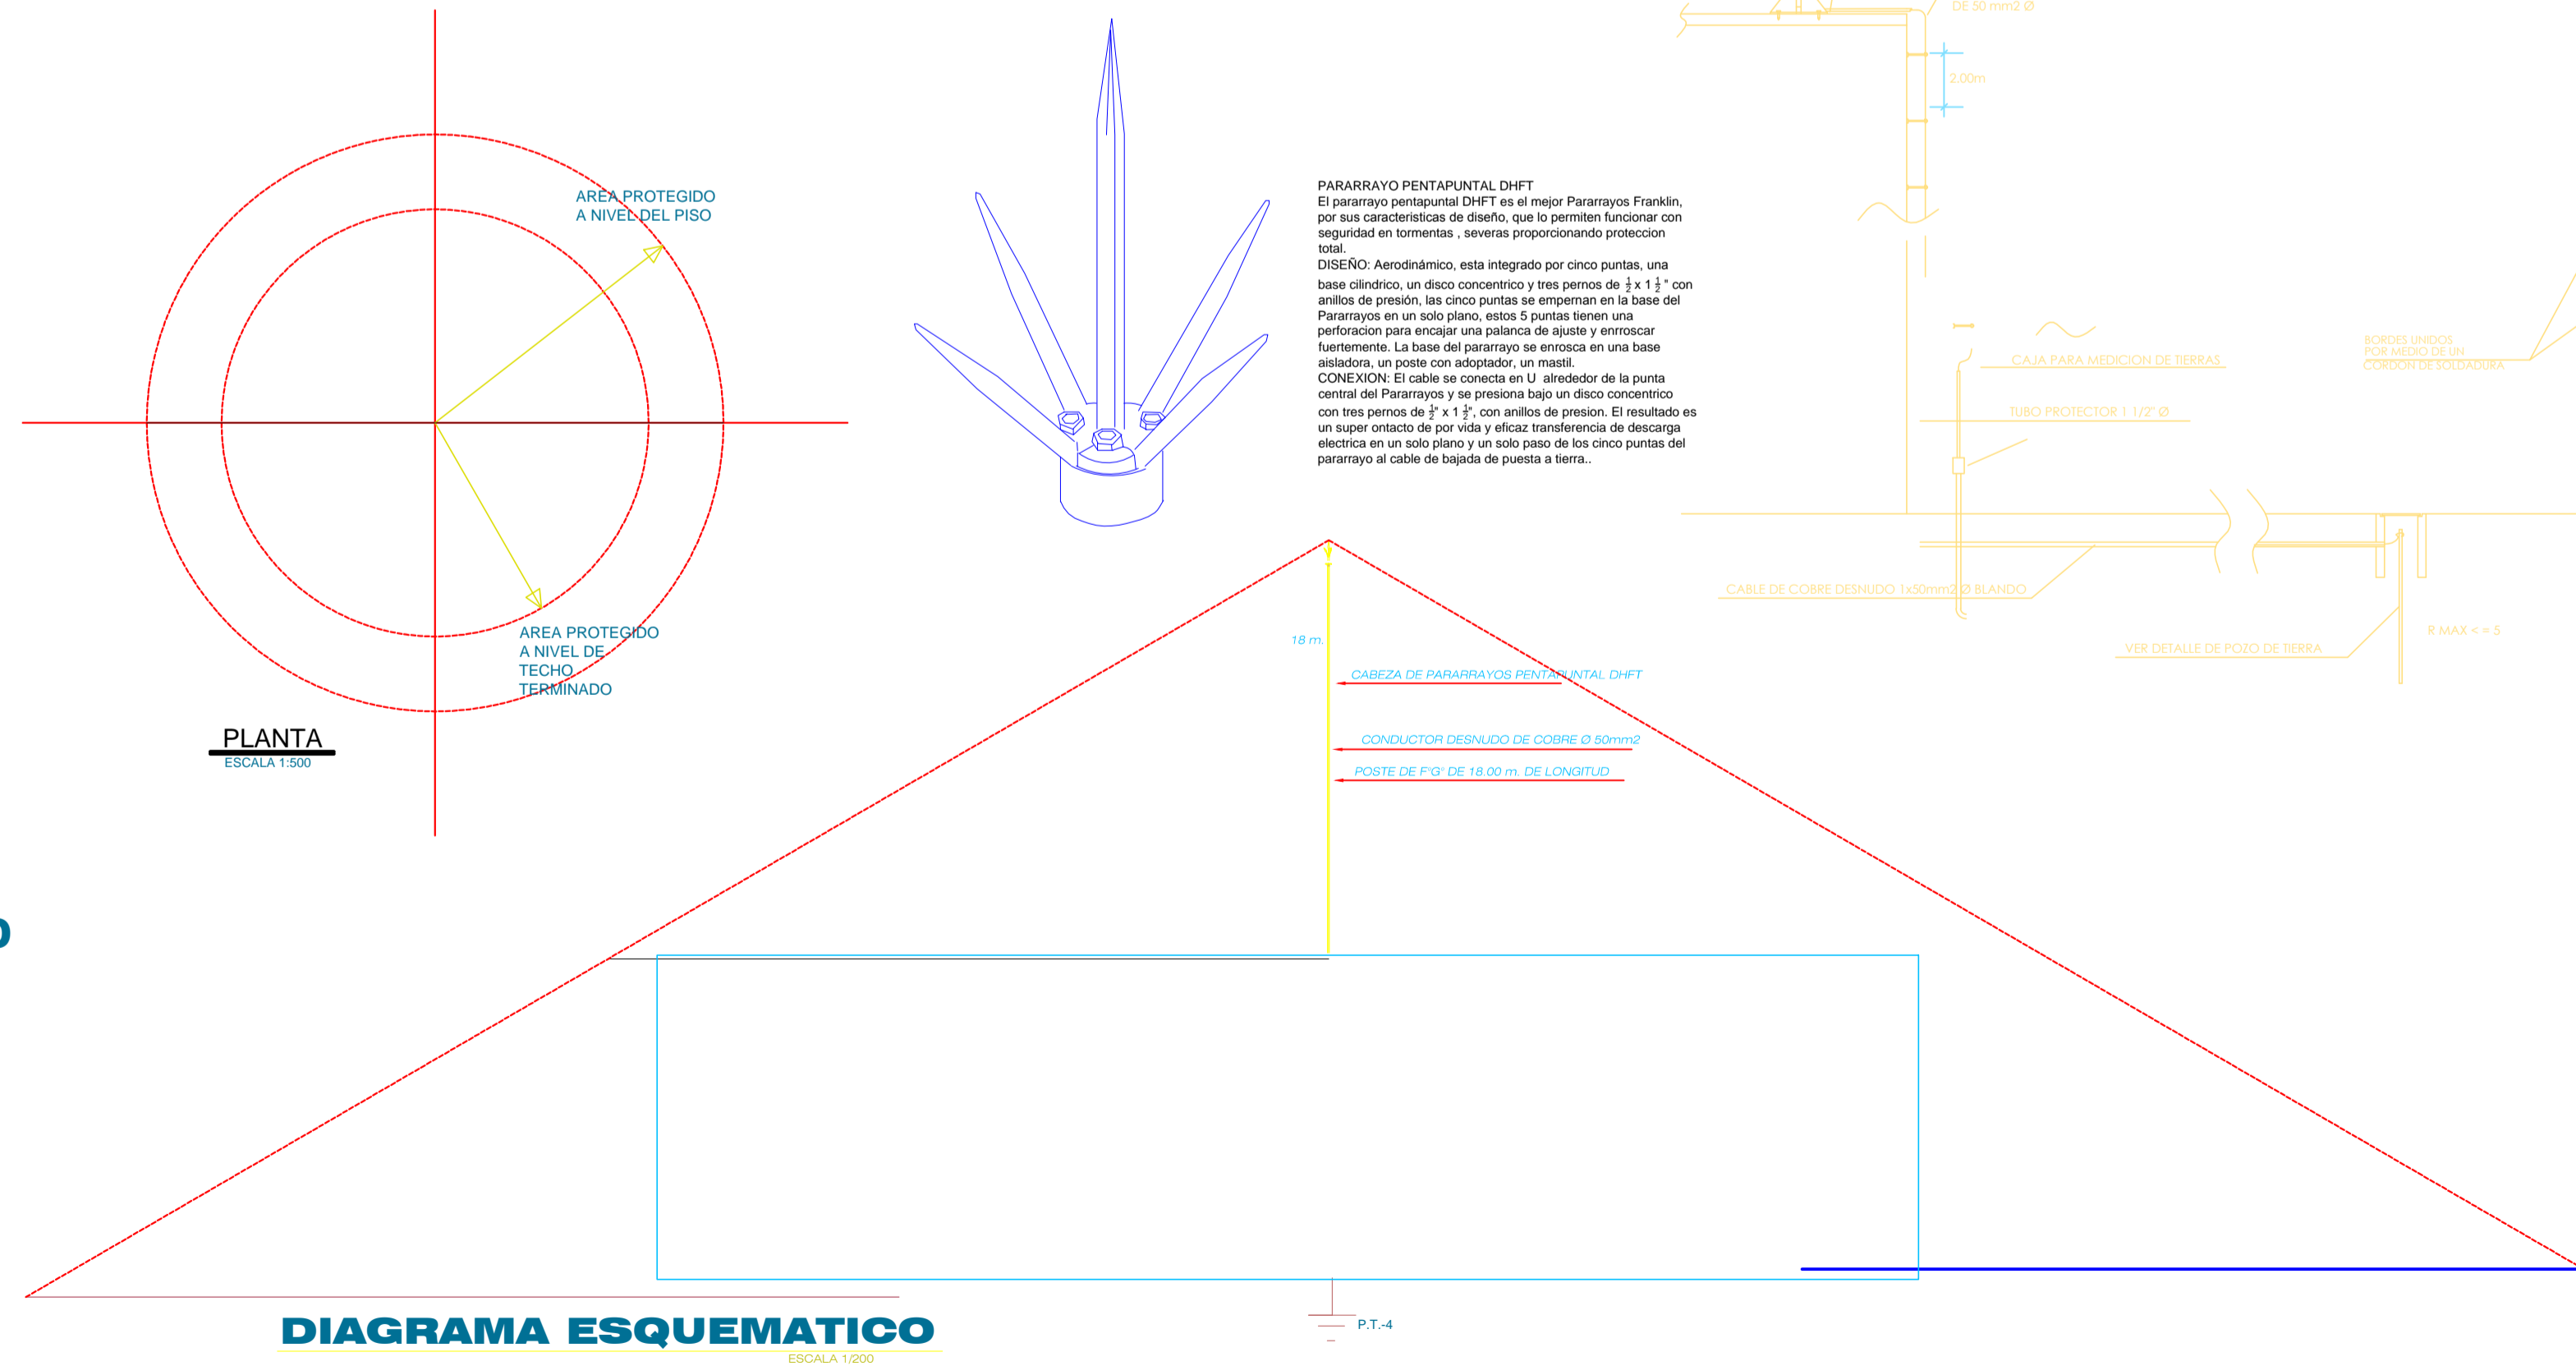 AREA PROTEGIDO
A NIVEL DEL PISO
AREA PROTEGIDO
A NIVEL DE
TECHO
TERMINADO
PLANTA
ESCALA 1:500
PARARRAYO PENTAPUNTAL DHFT
El pararrayo pentapuntal DHFT es el mejor Pararrayos Franklin,
por sus caracteristicas de diseño, que lo permiten funcionar con
seguridad en tormentas , severas proporcionando proteccion
total.
DISEÑO: Aerodinámico, esta integrado por cinco puntas, una
base cilindrico, un disco concentrico y tres pernos de ½ x 1 ½ " con
anillos de presión, las cinco puntas se empernan en la base del
Pararrayos en un solo plano, estos 5 puntas tienen una
perforacion para encajar una palanca de ajuste y enrroscar
fuertemente. La base del pararrayo se enrosca en una base
aisladora, un poste con adoptador, un mastil.
CONEXION: El cable se conecta en U alrededor de la punta
central del Pararrayos y se presiona bajo un disco concentrico
con tres pernos de ½" x 1 ½", con anillos de presion. El resultado es
un super ontacto de por vida y eficaz transferencia de descarga
electrica en un solo plano y un solo paso de los cinco puntas del
pararrayo al cable de bajada de puesta a tierra..
DE 50 mm2 Ø
2.00m
CAJA PARA MEDICION DE TIERRAS
TUBO PROTECTOR 1 1/2" Ø
BORDES UNIDOS
POR MEDIO DE UN
CORDON DE SOLDADURA
CABLE DE COBRE DESNUDO 1x50mm2 Ø BLANDO
VER DETALLE DE POZO DE TIERRA
R MAX < = 5
18 m.
CABEZA DE PARARRAYOS PENTAPUNTAL DHFT
CONDUCTOR DESNUDO DE COBRE Ø 50mm2
POSTE DE F°G° DE 18.00 m. DE LONGITUD
P.T.-4
DIAGRAMA ESQUEMATICO
ESCALA 1/200